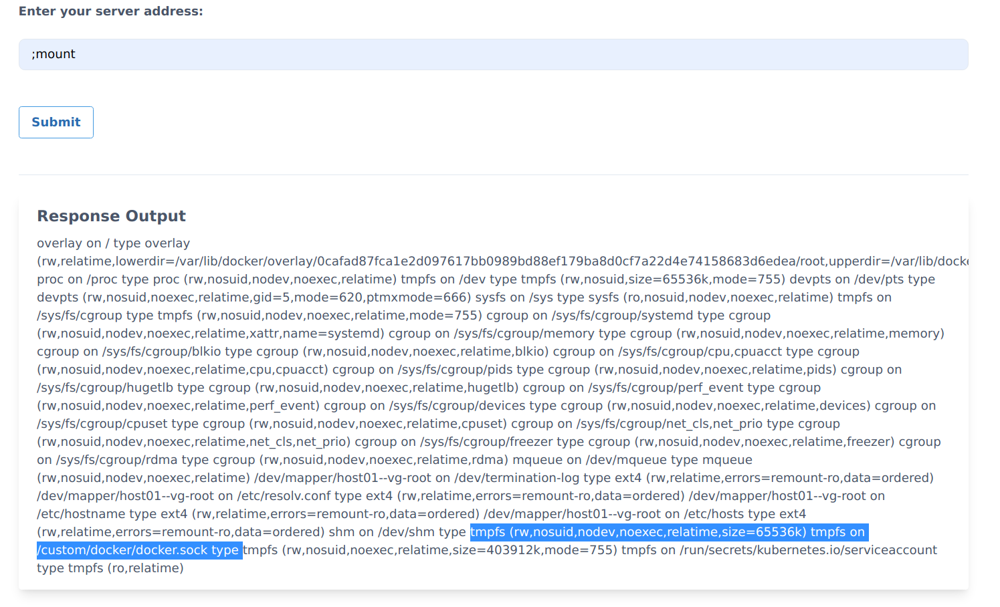 Enter your server address:
;mount
Submit
Response Output
overlay on / type overlay
(rw,relatime,lowerdir=/var/lib/docker/overlay/0cafad87fca1e2d097617bb0989bd88ef179ba8d0cf7a22d4e74158683d6edea/root,upperdir=/var/lib/docke
proc on /proc type proc (rw,nosuid,nodev,noexec,relatime) tmpfs on /dev type tmpfs (rw,nosuid,size=65536k,mode=755) devpts on /dev/pts type
devpts (rw,nosuid,noexec,relatime,gid=5,mode=620,ptmxmode=666) sysfs on /sys type sysfs (ro,nosuid,nodev,noexec,relatime) tmpfs on
/sys/fs/cgroup type tmpfs (rw,nosuid,nodev,noexec,relatime,mode=755) cgroup on /sys/fs/cgroup/systemd type cgroup
(rw,nosuid,nodev,noexec,relatime,xattr,name=systemd) cgroup on /sys/fs/cgroup/memory type cgroup (rw,nosuid,nodev,noexec,relatime,memory)
cgroup on /sys/fs/cgroup/blkio type cgroup (rw,nosuid,nodev,noexec,relatime,blkio) cgroup on /sys/fs/cgroup/cpu,cpuacct type cgroup
(rw,nosuid,nodev,noexec,relatime,cpu,cpuacct) cgroup on /sys/fs/cgroup/pids type cgroup (rw,nosuid,nodev,noexec,relatime,pids) cgroup on
/sys/fs/cgroup/hugetlb type cgroup (rw,nosuid,nodev,noexec,relatime,hugetlb) cgroup on /sys/fs/cgroup/perf_event type cgroup
(rw,nosuid,nodev,noexec,relatime,perf_event) cgroup on /sys/fs/cgroup/devices type cgroup (rw,nosuid,nodev,noexec,relatime,devices) cgroup on
/sys/fs/cgroup/cpuset type cgroup (rw,nosuid,nodev,noexec,relatime,cpuset) cgroup on /sys/fs/cgroup/net_cls,net_prio type cgroup
(rw,nosuid,nodev,noexec,relatime,net_cls,net_prio) cgroup on /sys/fs/cgroup/freezer type cgroup (rw,nosuid,nodev,noexec,relatime,freezer) cgroup
on /sys/fs/cgroup/rdma type cgroup (rw,nosuid,nodev,noexec,relatime,rdma) mqueue on /dev/mqueue type mqueue
(rw,nosuid,nodev,noexec,relatime) /dev/mapper/host01--vg-root on /dev/termination-log type ext4 (rw,relatime,errors=remount-ro,data=ordered)
/dev/mapper/host01--vg-root on /etc/resolv.conf type ext4 (rw,relatime,errors=remount-ro,data=ordered) /dev/mapper/host01--vg-root on
/etc/hostname type ext4 (rw,relatime,errors=remount-ro,data=ordered) /dev/mapper/host01--vg-root on /etc/hosts type ext4
(rw,relatime,errors=remount-ro,data=ordered) shm on /dev/shm type tmpfs (rw,nosuid,nodev,noexec,relatime,size=65536k) tmpfs on
/custom/docker/docker.sock type tmpfs (rw,nosuid,noexec,relatime,size=403912k,mode=755) tmpfs on /run/secrets/kubernetes.io/serviceaccount
type tmpfs (ro,relatime)